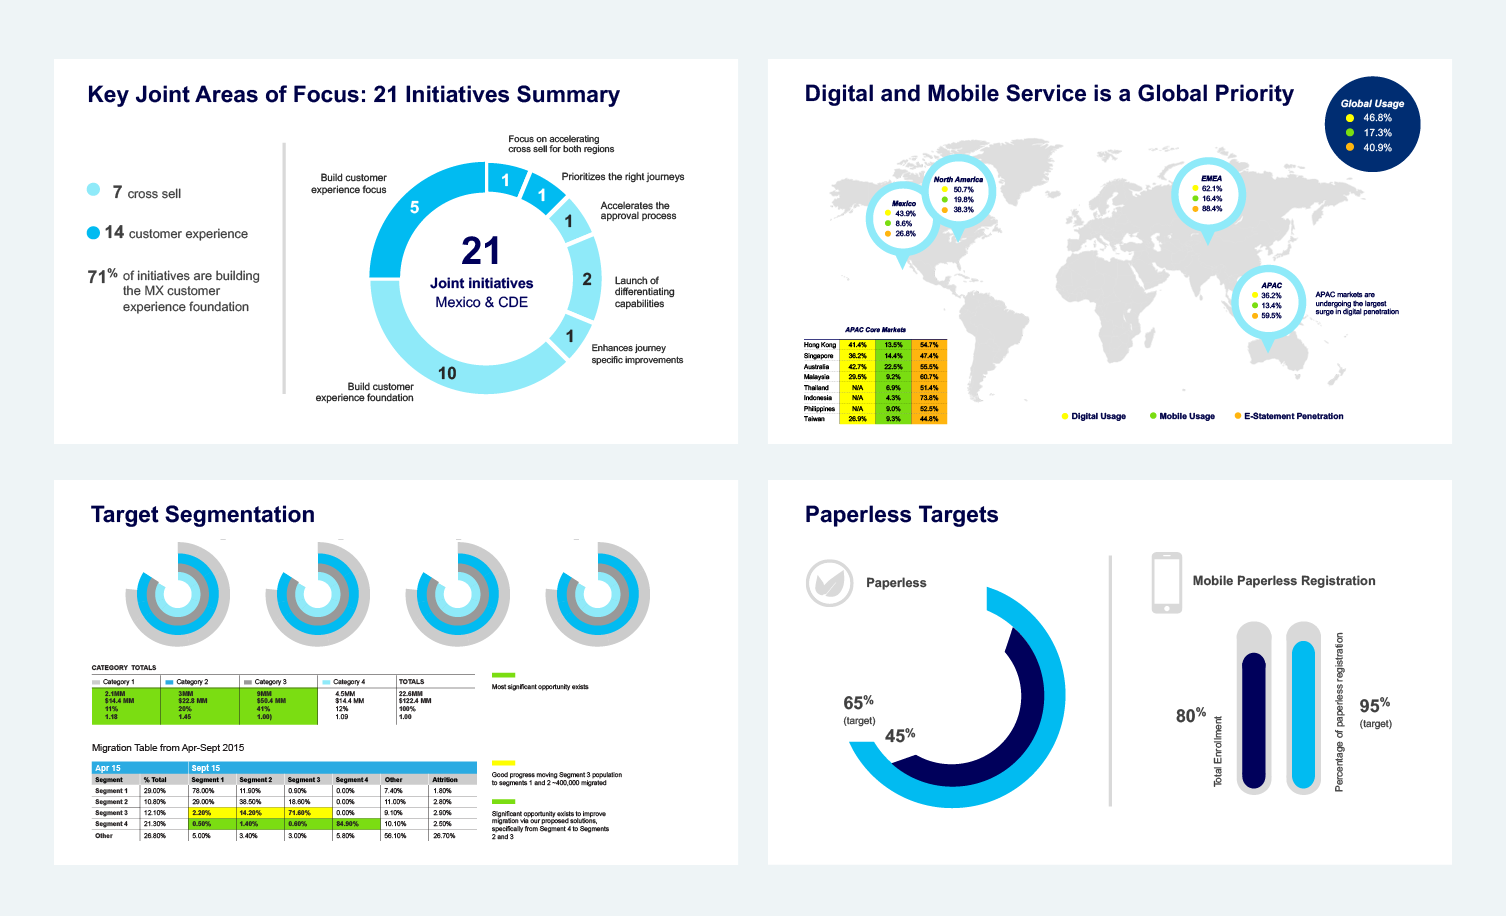 Key Joint Areas of Focus: 21 Initiatives Summary
7 cross sell
14 customer experience
71% of initiatives are building
the MX customer
experience foundation
Focus on accelerating
cross sell for both regions
Build customer
experience focus
Prioritizes the right journeys
Accelerates the
approval process
Launch of
differentiating
capabilities
Enhances journey
specific improvements
Build customer
experience foundation
5
1
1
1
2
1
10
21
Joint initiatives
Mexico & CDE
Digital and Mobile Service is a Global Priority
Global Usage
46.8%
17.3%
40.9%
Mexico
43.9%
8.6%
26.8%
North America
50.7%
19.8%
38.3%
EMEA
62.1%
16.4%
88.4%
APAC
36.2%
13.4%
59.5%
APAC markets are
undergoing the largest
surge in digital penetration
APAC Core Markets
Hong Kong 41.4% 13.5% 54.7%
Singapore 36.2% 14.4% 47.4%
Australia 42.7% 22.5% 55.5%
Malaysia 29.5% 9.2% 60.7%
Thailand N/A 6.9% 51.4%
Indonesia N/A 4.3% 73.8%
Philippines N/A 9.0% 52.5%
Taiwan 26.9% 9.3% 44.8%
Digital Usage Mobile Usage E-Statement Penetration
Target Segmentation
CATEGORY TOTALS
Category 1 Category 2 Category 3 Category 4 TOTALS
2.1MM 3MM 9MM 4.5MM 22.6MM
$14.4 MM $22.8 MM $50.4 MM $14.4 MM $122.4 MM
11% 20% 41% 12% 100%
1.18 1.45 1.00) 1.09 1.00
Most significant opportunity exists
Migration Table from Apr-Sept 2015
Apr 15 Sept 15
Segment % Total Segment 1 Segment 2 Segment 3 Segment 4 Other Attrition
Segment 1 29.00% 78.00% 11.90% 0.90% 0.00% 7.40% 1.80%
Segment 2 10.80% 29.00% 38.50% 18.60% 0.00% 11.00% 2.80%
Segment 3 12.10% 2.20% 14.20% 71.60% 0.00% 9.10% 2.90%
Segment 4 21.30% 0.50% 1.40% 0.60% 84.90% 10.10% 2.50%
Other 26.80% 5.00% 3.40% 3.00% 5.80% 56.10% 26.70%
Good progress moving Segment 3 population
to segments 1 and 2 ~400,000 migrated
Significant opportunity exists to improve
migration via our proposed solutions,
specifically from Segment 4 to Segments
2 and 3
Paperless Targets
Paperless
65%
(target)
45%
Mobile Paperless Registration
80%
Total Enrollment
Percentage of paperless registration
95%
(target)